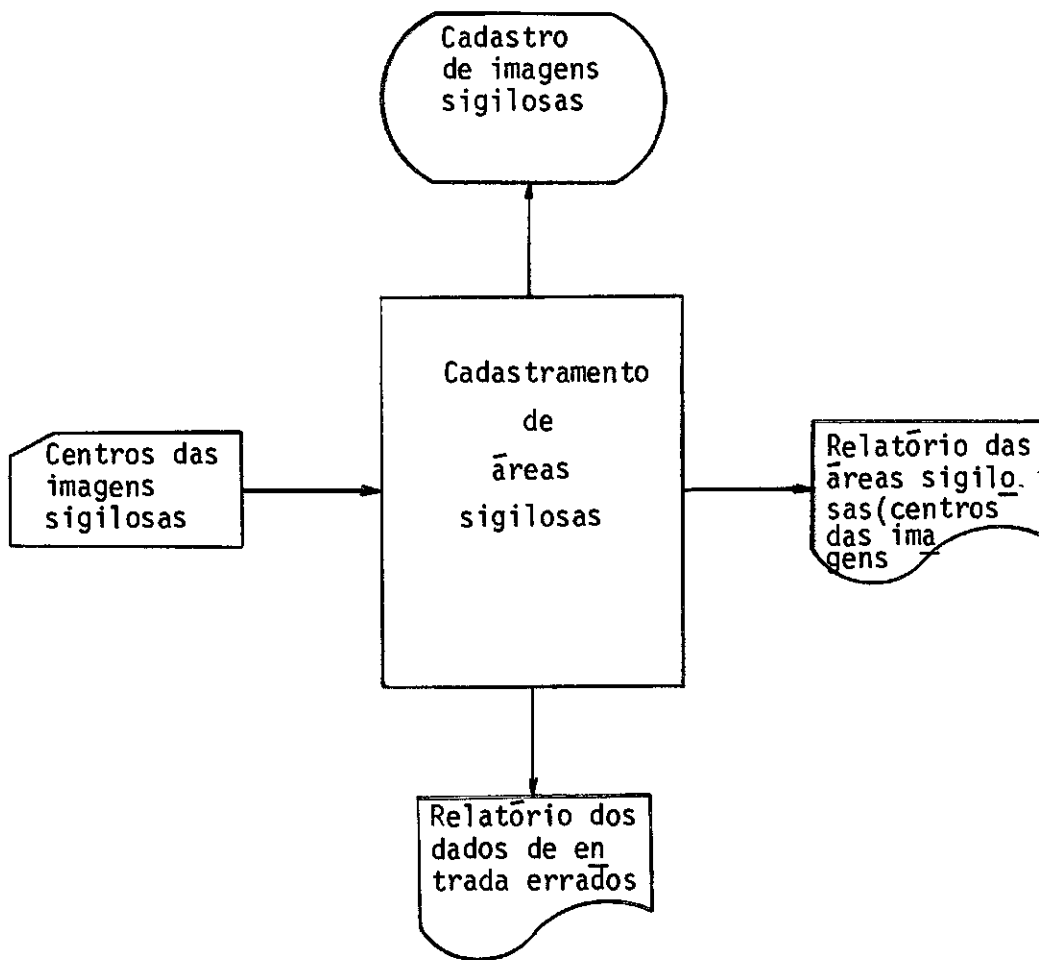 Cadastro
de imagens
sigilosas
Cadastramento
de
áreas
sigilosas
Centros das
imagens
sigilosas
Relatório das
áreas sigilo
sas(centros
das ima
gens
Relatório dos
dados de en
trada errados